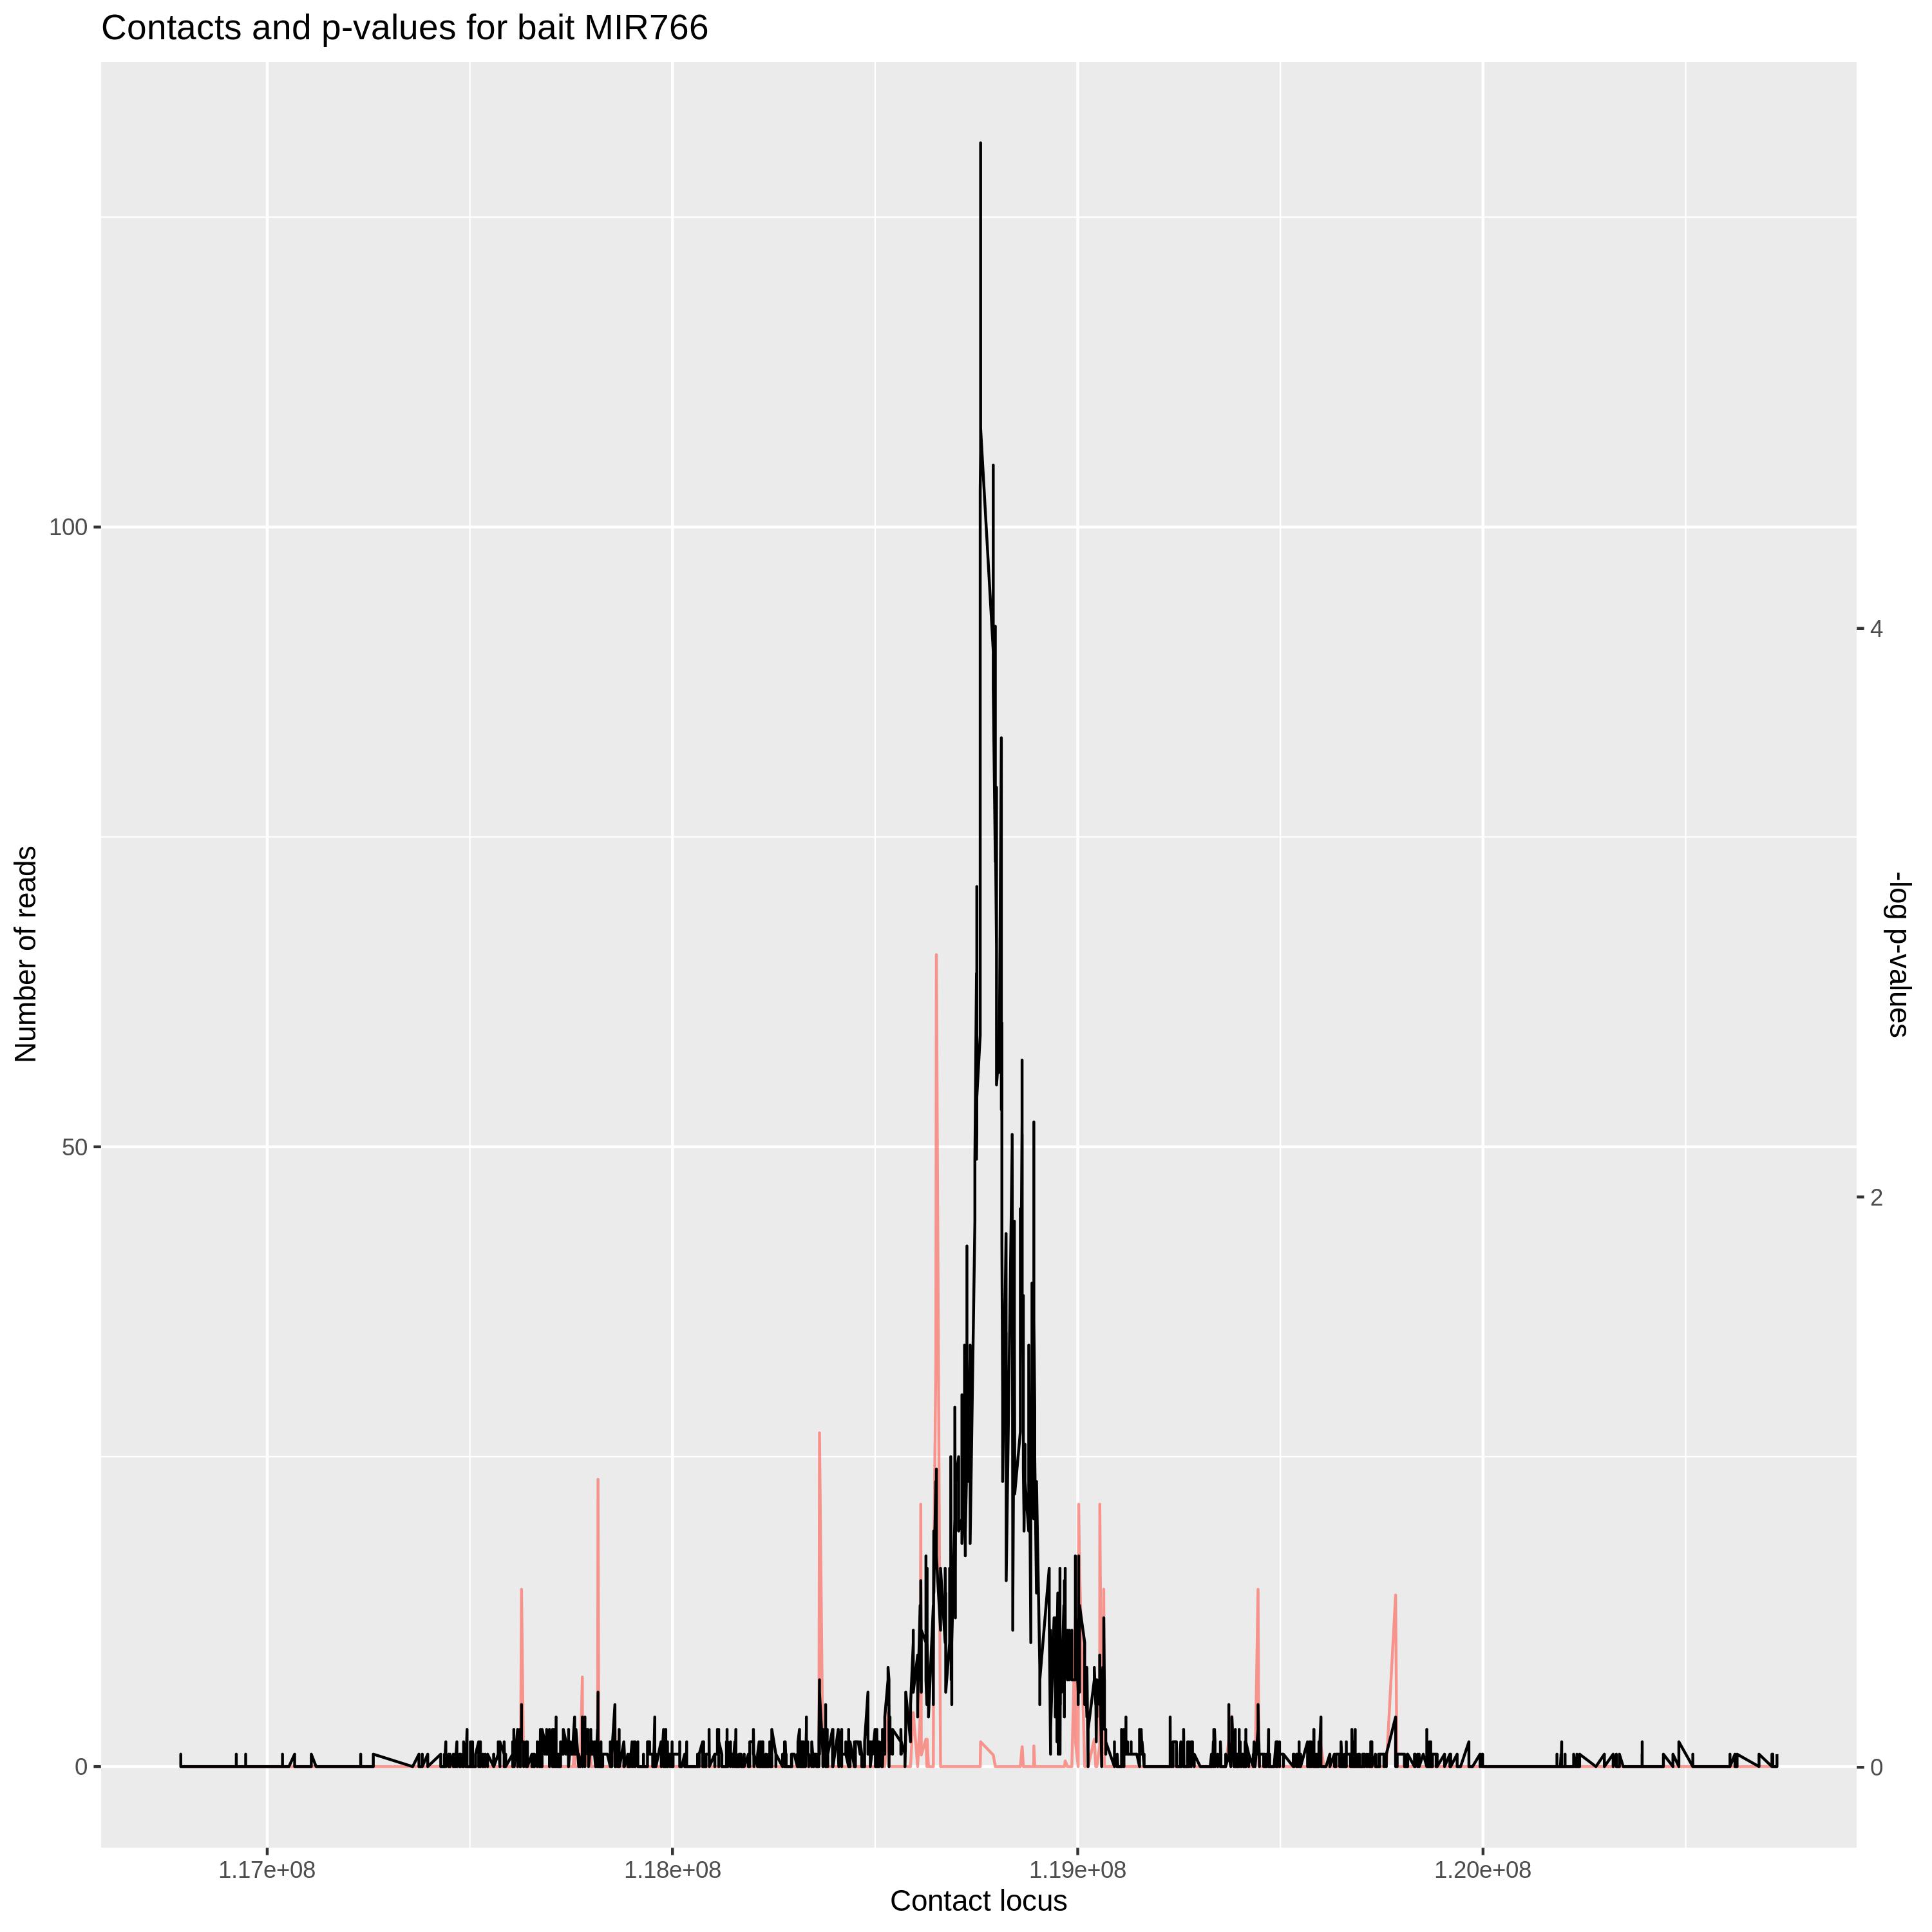 Contacts and p-values for bait MIR766
100
50
0
Number of reads
4
2
0
-log p-values
1.17e+08 1.18e+08 1.19e+08 1.20e+08
Contact locus